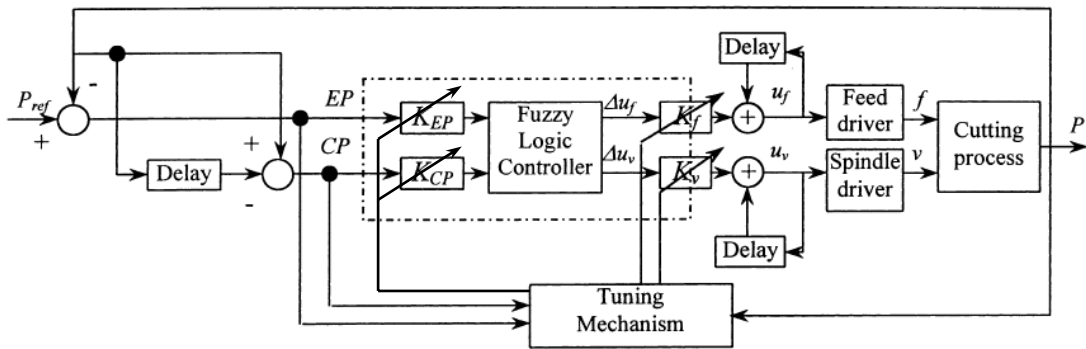 Delay
-
P_ref
+
EP
K_EP
Fuzzy
Logic
Controller
Δu_f
K_f
+
u_f
Feed
driver
f
Cutting
process
P
CP
+
-
Delay
K_CP
Δu_v
K_v
+
u_v
Spindle
driver
v
Delay
Tuning
Mechanism